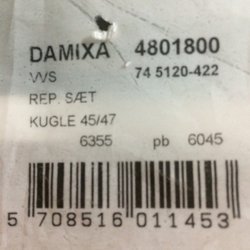 DAMIXA 4801800
VVS 74 5120-422
REP. SÆT
KUGLE 45/47
6355 pb 6045
5 708516 011453